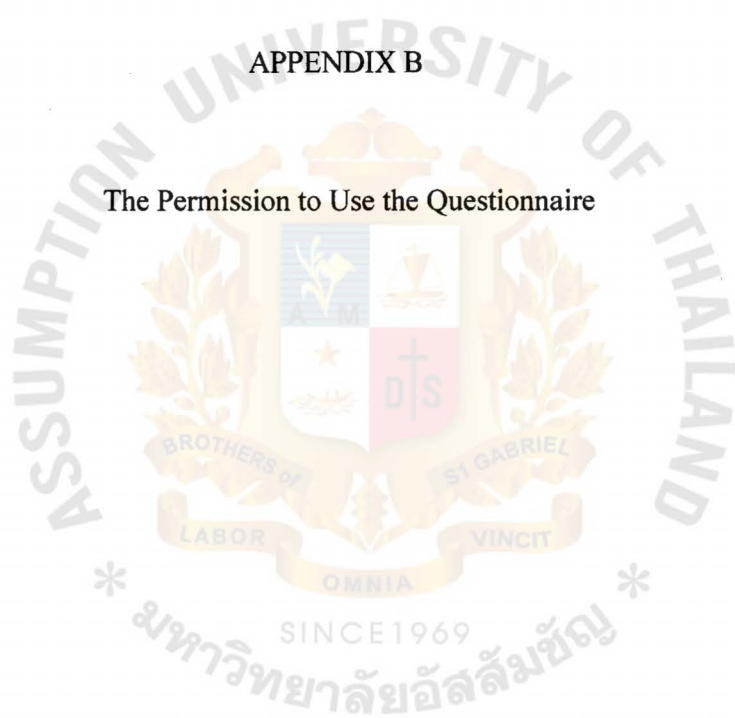 APPENDIX B
The Permission to Use the Questionnaire
ASSUMPTION UNIVERSITY OF THAILAND
A M
D S
BROTHERS of ST GABRIEL
LABOR
OMNIA
VINCIT
* SINCE1969 *
มหาวิทยาลัยอัสสัมชัญ